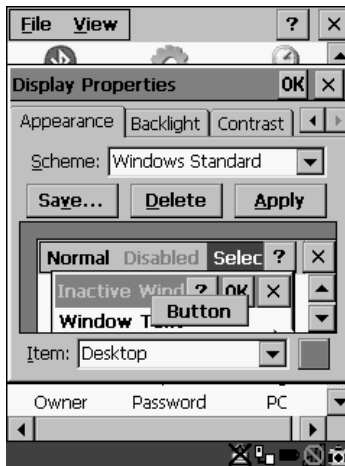 File View ? ×
Display Properties OK ×
Appearance Backlight Contrast
Scheme: Windows Standard
Save... Delete Apply
Normal Disabled Selec ? ×
Inactive Wind ? OK ×
Button
Window
Item: Desktop
Owner Password PC